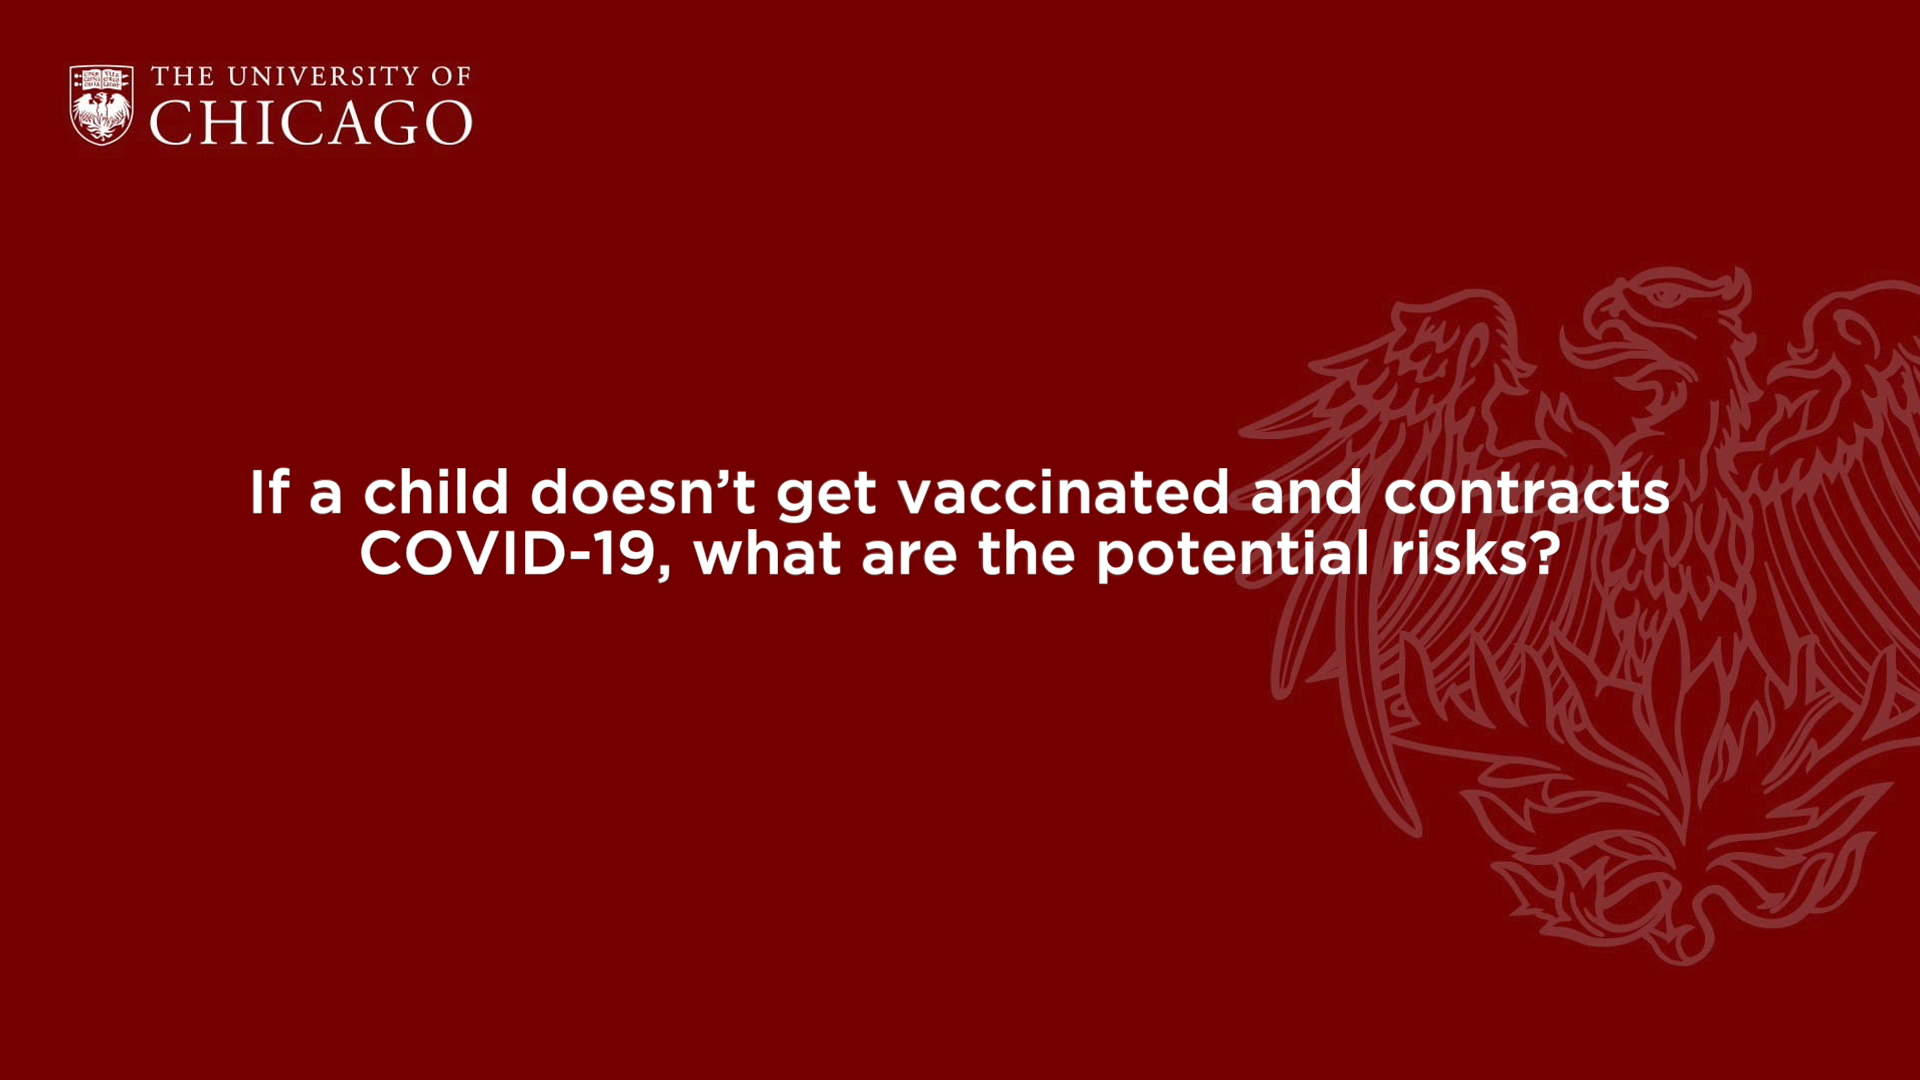 THE UNIVERSITY OF
CHICAGO
If a child doesn’t get vaccinated and contracts
COVID-19, what are the potential risks?